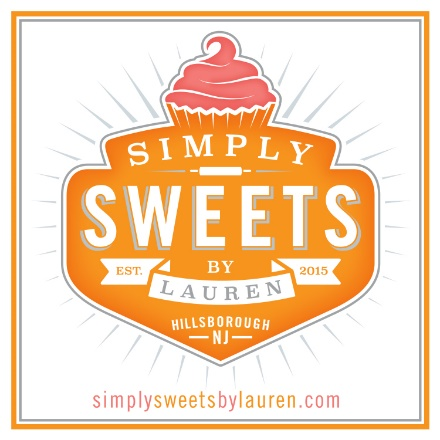 SIMPLY
SWEETS
EST. BY 2015
LAUREN
HILLSBOROUGH
NJ
simplysweetsbylauren.com